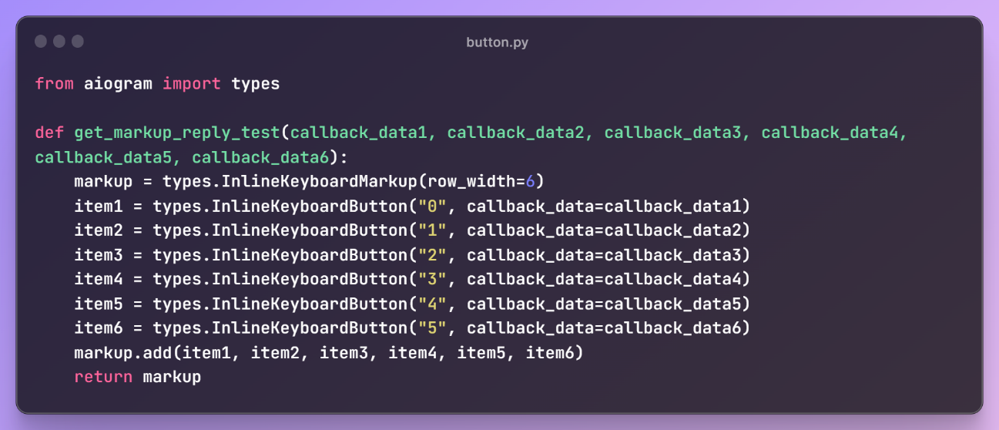 button.py
from aiogram import types
def get_markup_reply_test(callback_data1, callback_data2, callback_data3, callback_data4,
callback_data5, callback_data6):
    markup = types.InlineKeyboardMarkup(row_width=6)
    item1 = types.InlineKeyboardButton("0", callback_data=callback_data1)
    item2 = types.InlineKeyboardButton("1", callback_data=callback_data2)
    item3 = types.InlineKeyboardButton("2", callback_data=callback_data3)
    item4 = types.InlineKeyboardButton("3", callback_data=callback_data4)
    item5 = types.InlineKeyboardButton("4", callback_data=callback_data5)
    item6 = types.InlineKeyboardButton("5", callback_data=callback_data6)
    markup.add(item1, item2, item3, item4, item5, item6)
    return markup